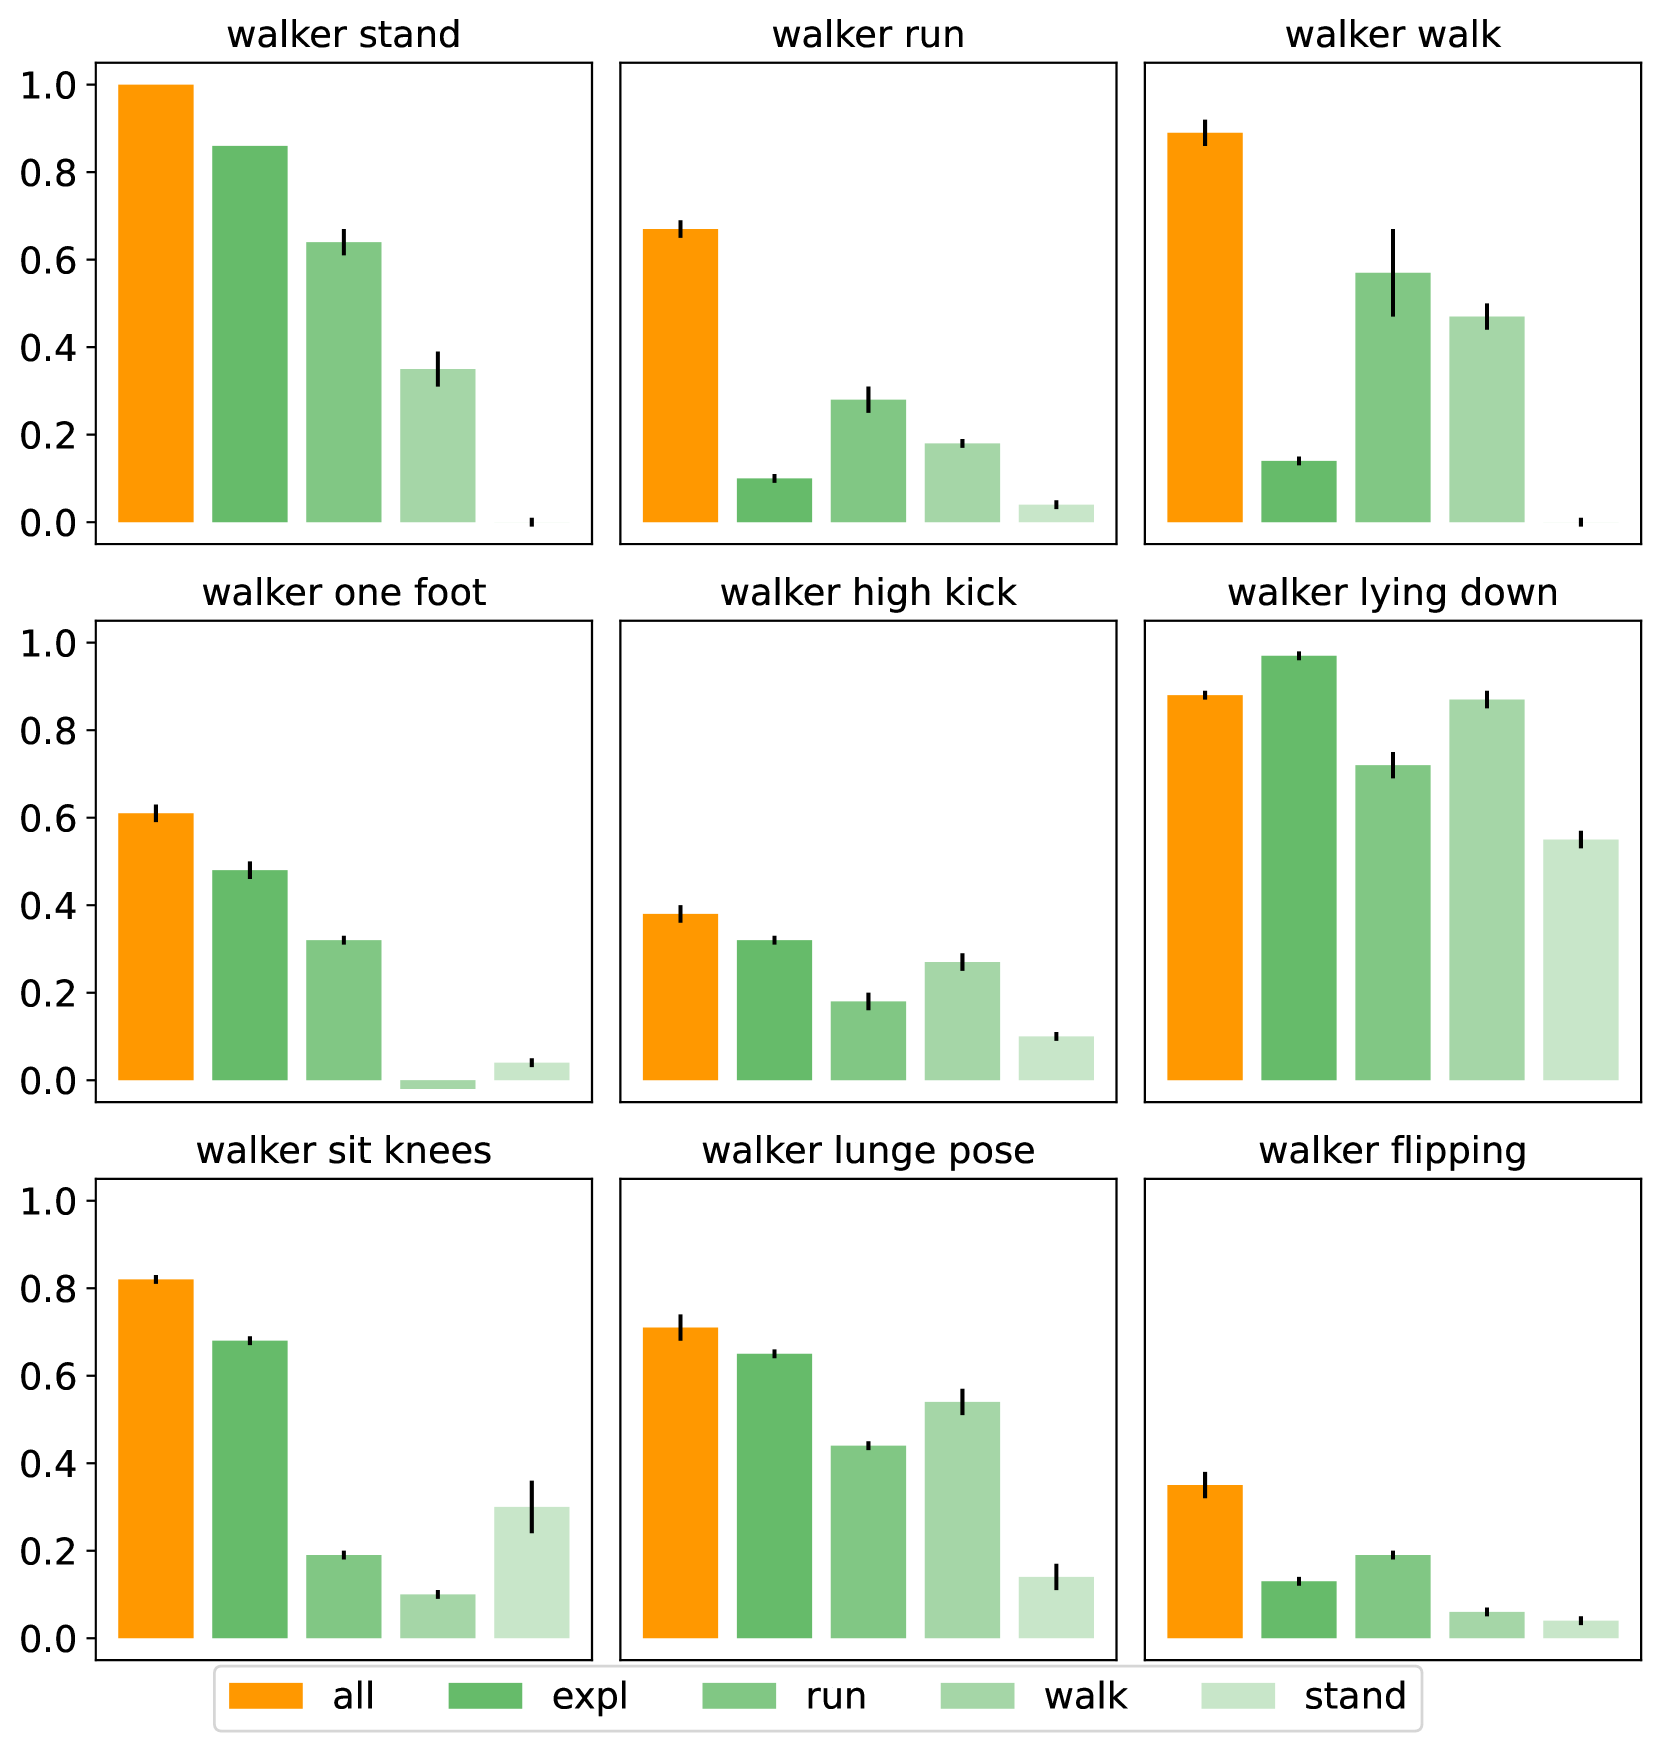 walker stand
walker run
walker walk
1.0
0.8
0.6
0.4
0.2
0.0
walker one foot
walker high kick
walker lying down
1.0
0.8
0.6
0.4
0.2
0.0
walker sit knees
walker lunge pose
walker flipping
1.0
0.8
0.6
0.4
0.2
0.0
all expl run walk stand